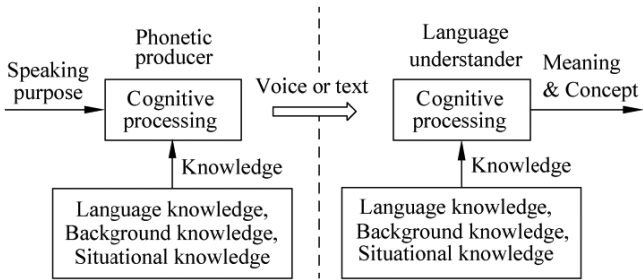 Phonetic
producer
Speaking
purpose
Cognitive
processing
Knowledge
Language knowledge,
Background knowledge,
Situational knowledge
Voice or text
Language
understander
Cognitive
processing
Meaning
& Concept
Knowledge
Language knowledge,
Background knowledge,
Situational knowledge